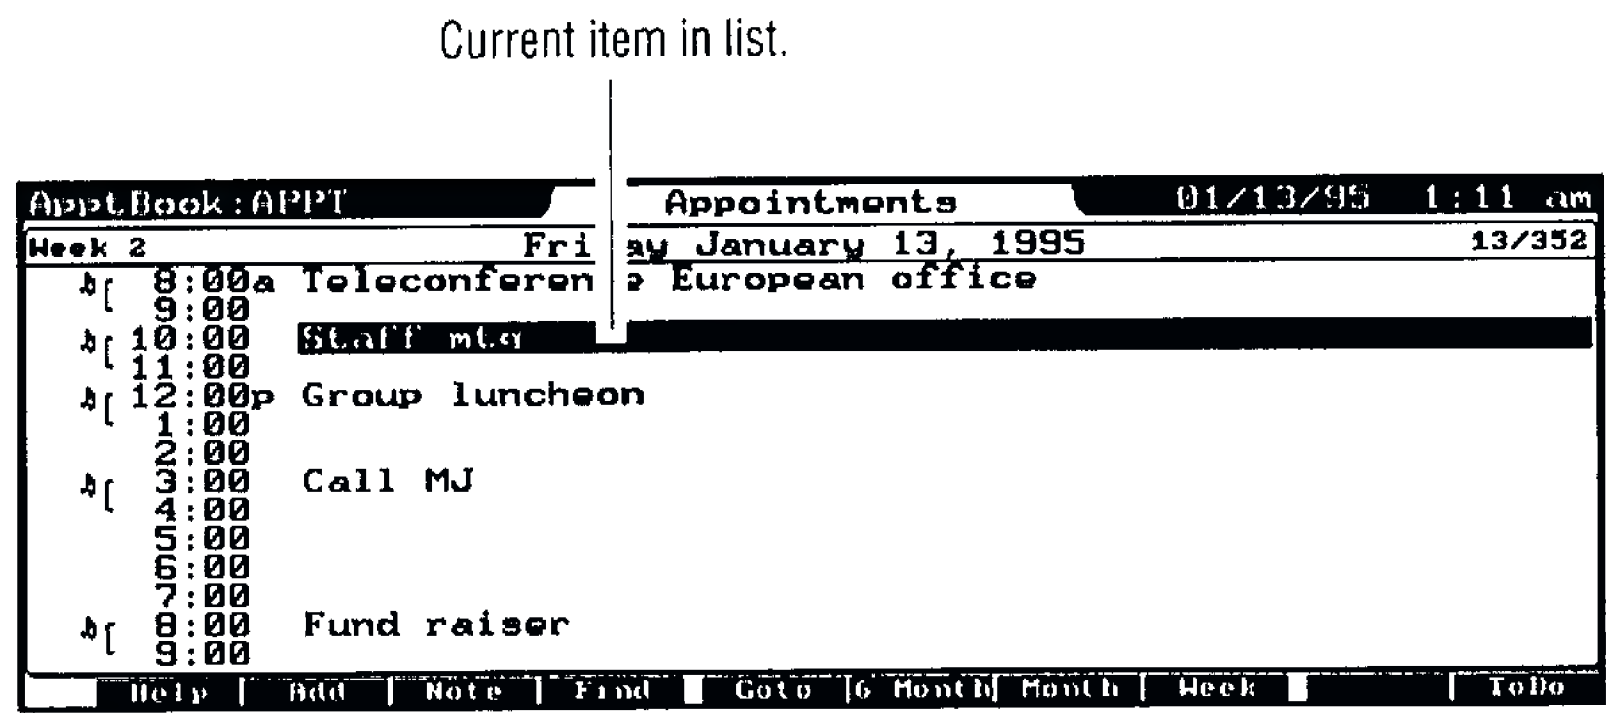 Current item in list.
ApptBook:APPT Appointments 01/13/95 1:11 am
Week 2 Fri ay January 13, 1995 13/352
8:00a Teleconferen e European office
9:00
10:00 Staff mtg
11:00
12:00p Group luncheon
1:00
2:00
3:00 Call MJ
4:00
5:00
6:00
7:00
8:00 Fund raiser
9:00
Help Add Note Find Goto 6 Month Month Week ToDo